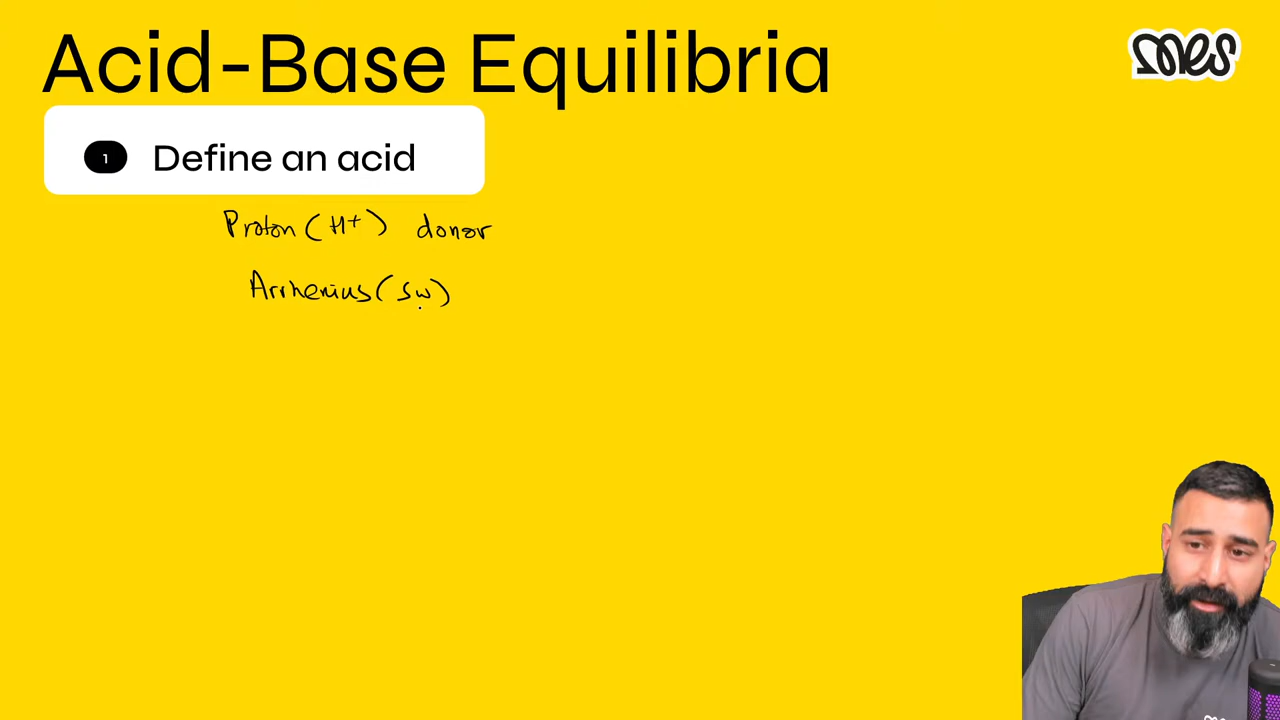 Acid-Base Equilibria
1 Define an acid
Proton (H+) donor
Arrhenius (Sw)